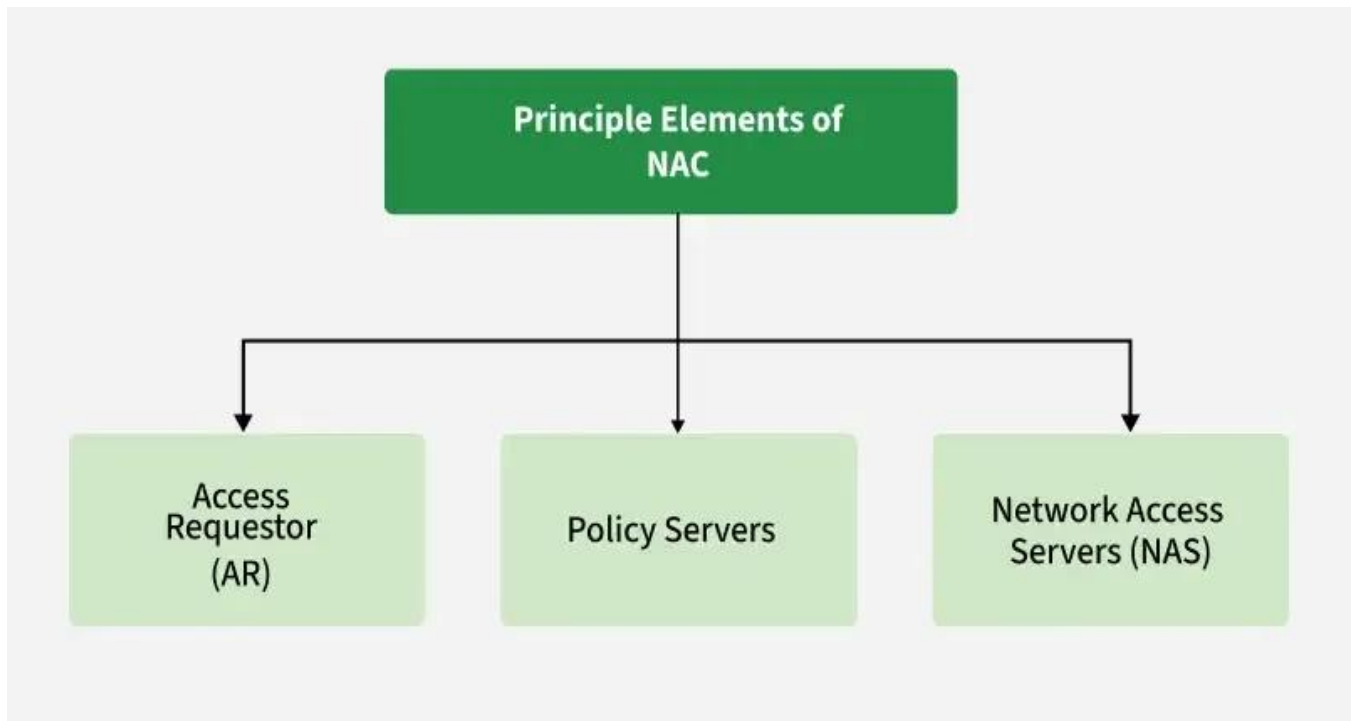 Principle Elements of
NAC
Access
Requestor
(AR)
Policy Servers
Network Access
Servers (NAS)